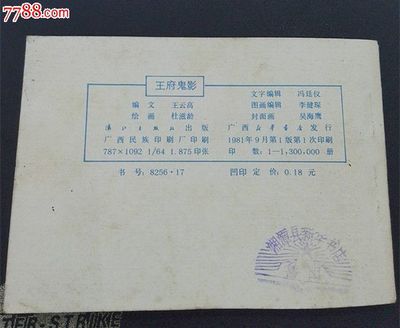 7788.com
王府鬼影
编文 王云高
绘画 杜滋龄
漓江出版社出版
广西民族印刷厂印刷
787×1092 1/64 1.875印张
文字编辑 冯廷仪
图画编辑 李健琛
封面画 吴海鹰
广西新华书店发行
1981年9月第1版第1次印刷
印数：1—1,300,000册
书号：8256·17 凹印 定价：0.18元
TER-STRIKE